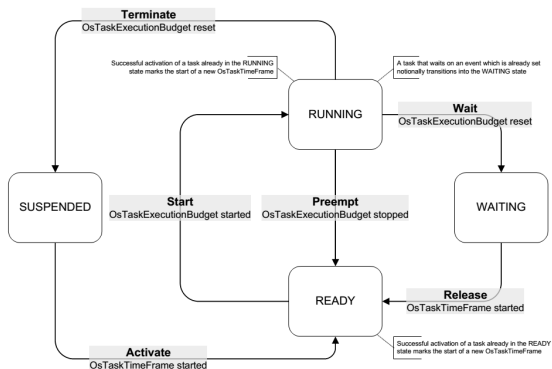 Terminate
OsTaskExecutionBudget reset
Successful activation of a task already in the RUNNING
state marks the start of a new OsTaskTimeFrame
A task that waits on an event which is already set
notionally transitions into the WAITING state
RUNNING
Wait
OsTaskExecutionBudget reset
SUSPENDED
Start
OsTaskExecutionBudget started
Preempt
OsTaskExecutionBudget stopped
WAITING
READY
Release
OsTaskTimeFrame started
Successful activation of a task already in the READY
state marks the start of a new OsTaskTimeFrame
Activate
OsTaskTimeFrame started